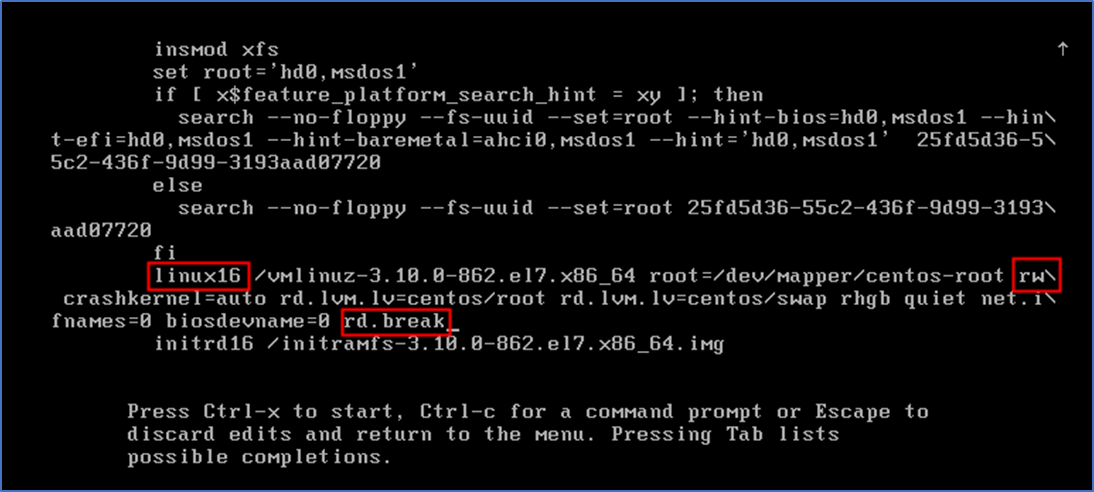 insmod xfs
set root='hd0,msdos1'
if [ x$feature_platform_search_hint = xy ]; then
search --no-floppy --fs-uuid --set=root --hint-bios=hd0,msdos1 --hin\
t-efi=hd0,msdos1 --hint-baremetal=ahci0,msdos1 --hint='hd0,msdos1'  25fd5d36-5\
5c2-436f-9d99-3193aad07720
else
search --no-floppy --fs-uuid --set=root 25fd5d36-55c2-436f-9d99-3193\
aad07720
fi
linux16 /vmlinuz-3.10.0-862.el7.x86_64 root=/dev/mapper/centos-root rw\
crashkernel=auto rd.lvm.lv=centos/root rd.lvm.lv=centos/swap rhgb quiet net.i\
fnames=0 biosdevname=0 rd.break_
initrd16 /initramfs-3.10.0-862.el7.x86_64.img
Press Ctrl-x to start, Ctrl-c for a command prompt or Escape to
discard edits and return to the menu. Pressing Tab lists
possible completions.